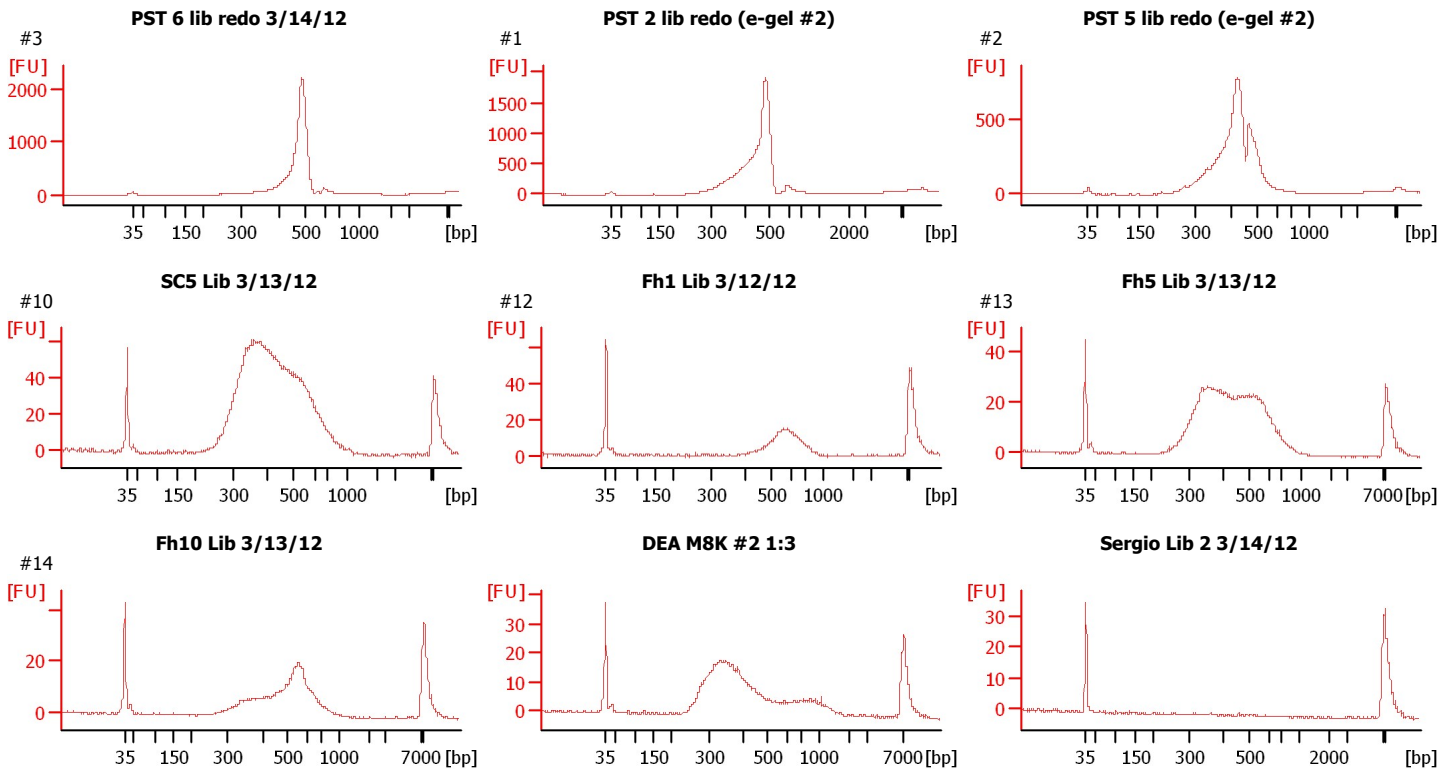 PST 6 lib redo 3/14/12
#3
[FU]
2000
1000
0
35 150 300 500 1000 [bp]
PST 2 lib redo (e-gel #2)
#1
[FU]
1500
1000
500
0
35 150 300 500 2000 [bp]
PST 5 lib redo (e-gel #2)
#2
[FU]
500
0
35 150 300 500 1000 [bp]
SC5 Lib 3/13/12
#10
[FU]
40
20
0
35 150 300 500 1000 [bp]
Fh1 Lib 3/12/12
#12
[FU]
40
20
0
35 150 300 500 1000 [bp]
Fh5 Lib 3/13/12
#13
[FU]
40
20
0
35 150 300 500 1000 7000 [bp]
Fh10 Lib 3/13/12
#14
[FU]
20
0
35 150 300 500 1000 7000 [bp]
DEA M8K #2 1:3
[FU]
30
20
10
0
35 150 300 500 1000 7000 [bp]
Sergio Lib 2 3/14/12
[FU]
30
20
10
0
35 150 300 500 2000 [bp]